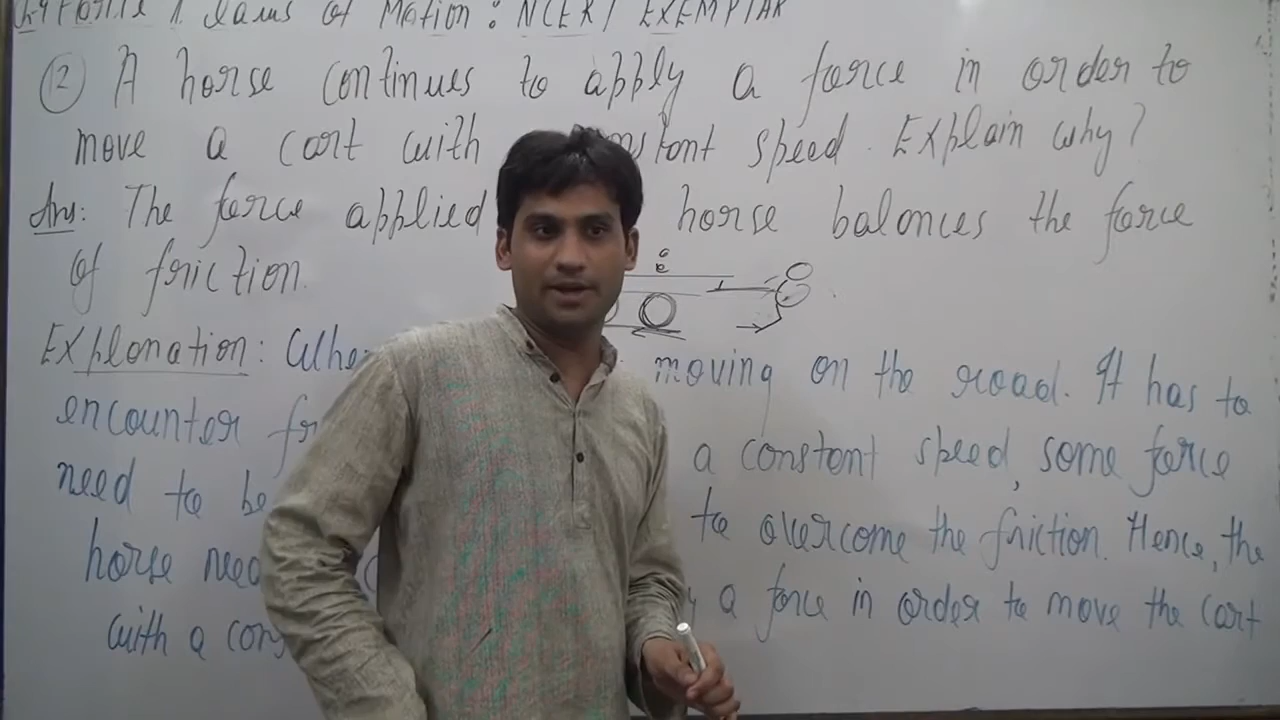 Laws of Motion: NCERT EXEMPLAR
12 A horse continues to apply a force in order to
move a cart with constant speed. Explain why?
Ans: The force applied horse balances the force
of friction.
Explanation: moving on the road. It has to
encounter a constant speed, some force
need to be to overcome the friction. Hence, the
horse a force in order to move the cart
with a